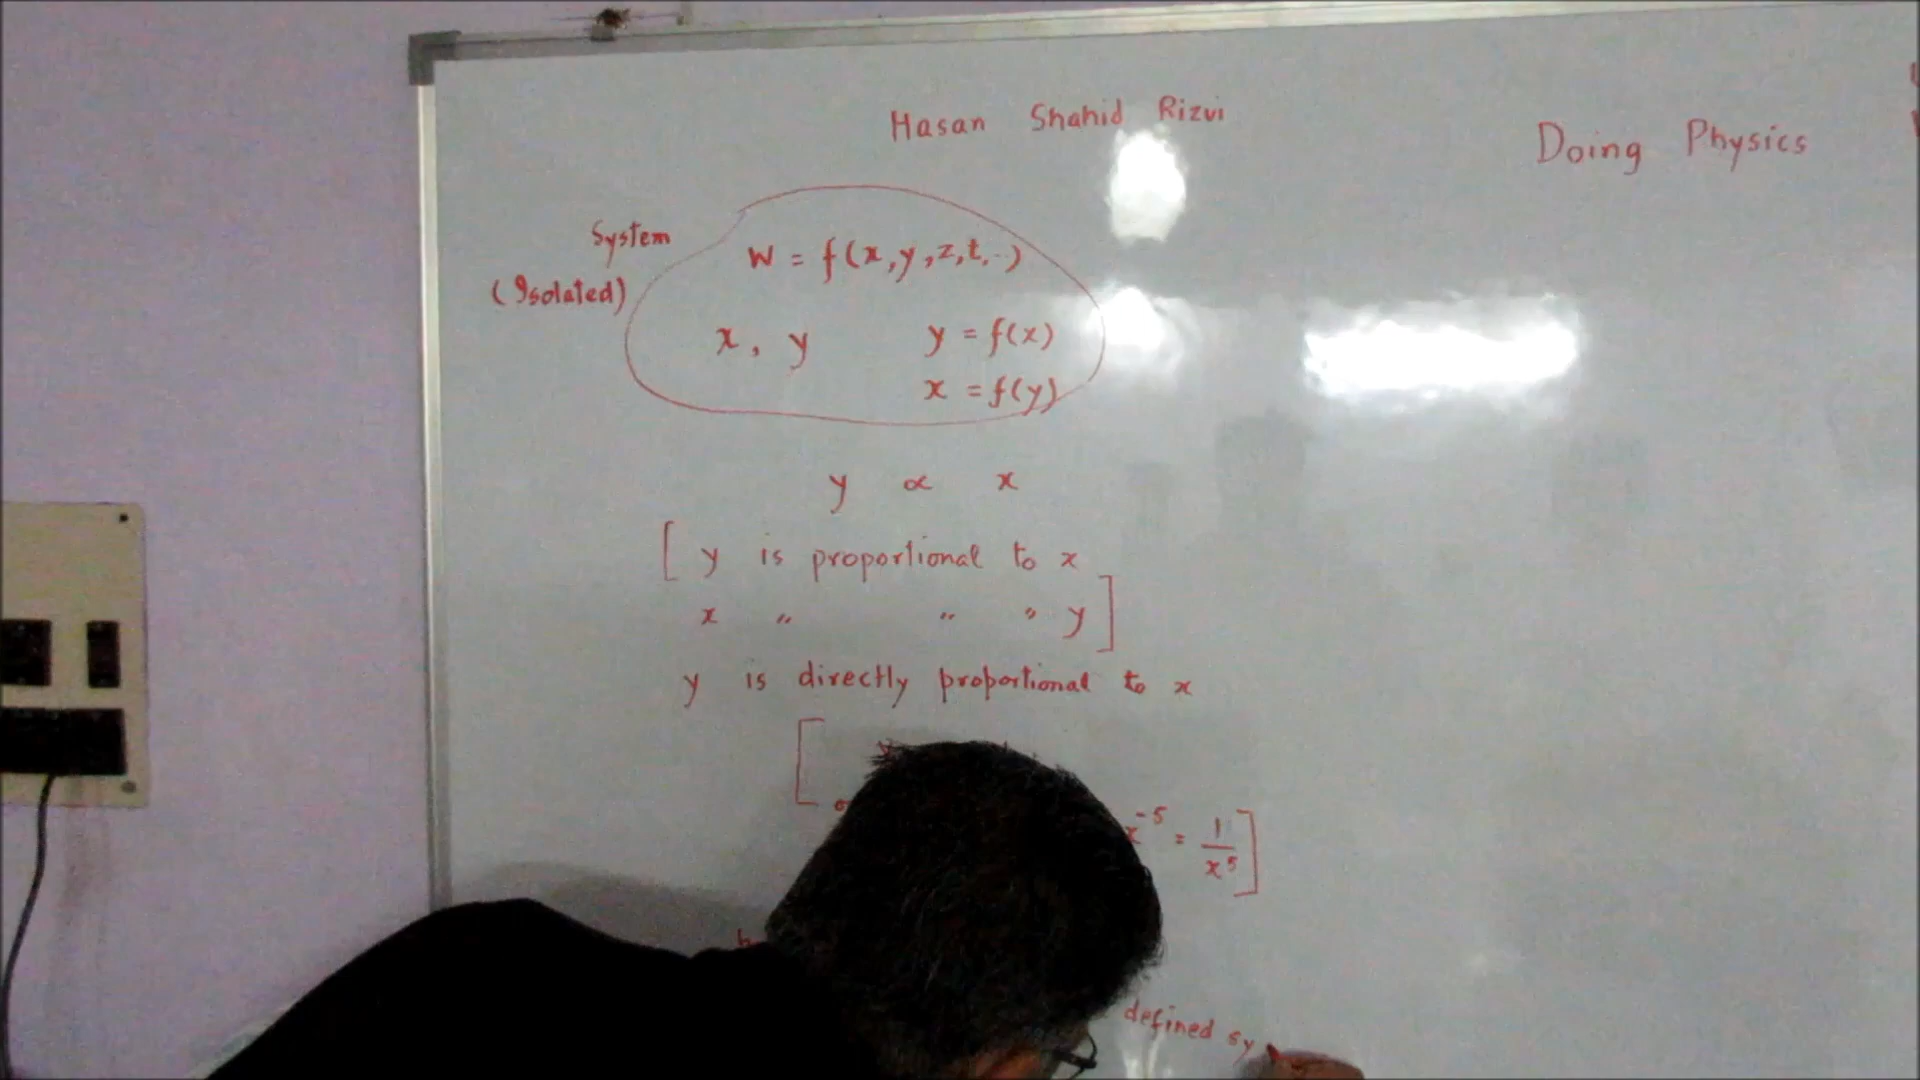 Hasan Shahid Rizvi
Doing Physics
System
(Isolated)
W = f(x,y,z,t,..)
x, y
y = f(x)
x = f(y)
y ∝ x
[ y is proportional to x
x " " " y ]
y is directly proportional to x
[
x⁻⁵ = 1/x⁵ ]
defined sy